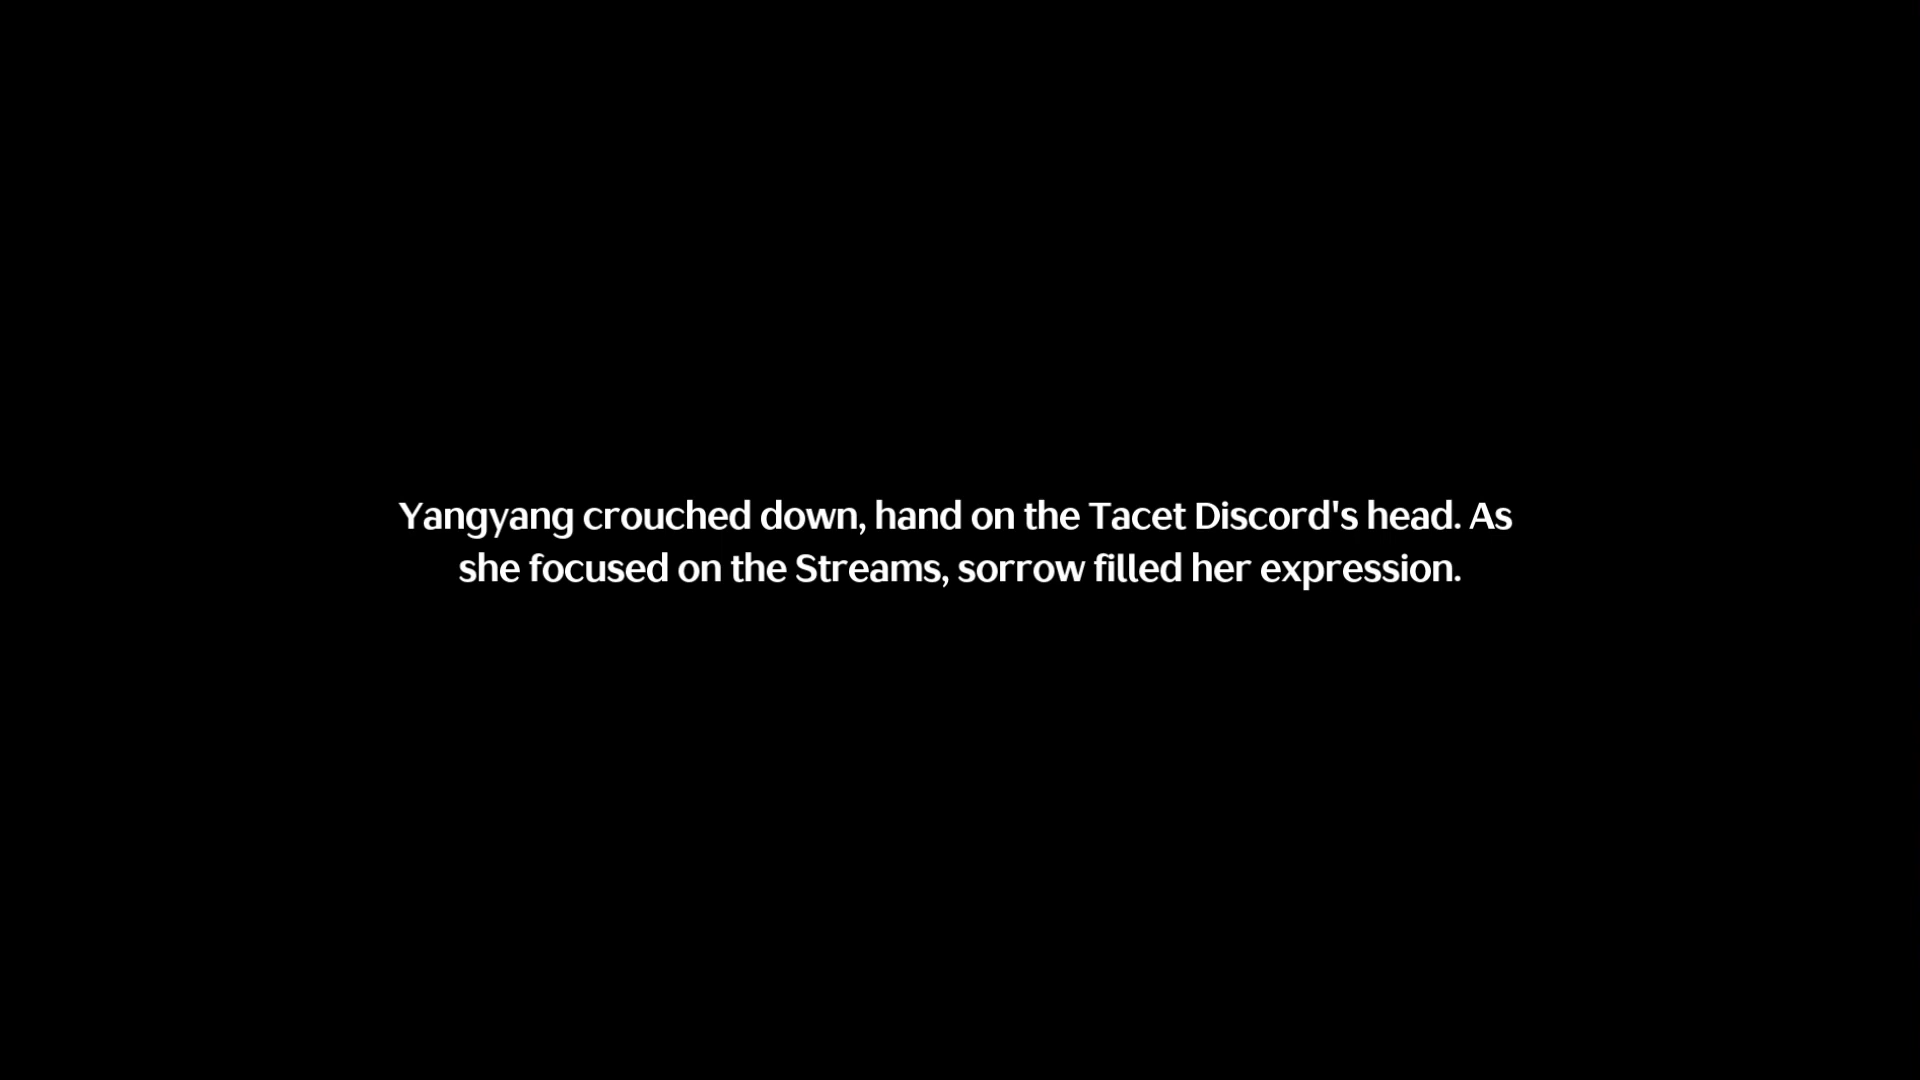 Yangyang crouched down, hand on the Tacet Discord's head. As
she focused on the Streams, sorrow filled her expression.